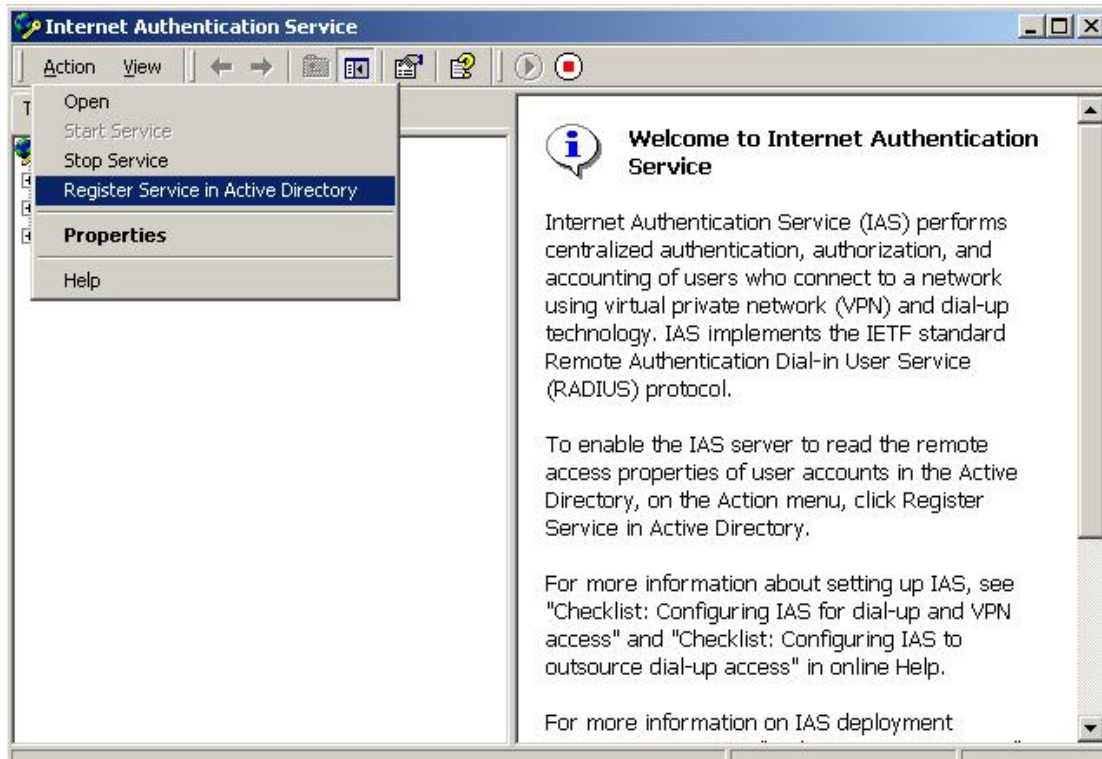 Internet Authentication Service
Action View
T
Open
Start Service
Stop Service
Register Service in Active Directory
Properties
Help
Welcome to Internet Authentication
Service
Internet Authentication Service (IAS) performs
centralized authentication, authorization, and
accounting of users who connect to a network
using virtual private network (VPN) and dial-up
technology. IAS implements the IETF standard
Remote Authentication Dial-in User Service
(RADIUS) protocol.
To enable the IAS server to read the remote
access properties of user accounts in the Active
Directory, on the Action menu, click Register
Service in Active Directory.
For more information about setting up IAS, see
"Checklist: Configuring IAS for dial-up and VPN
access" and "Checklist: Configuring IAS to
outsource dial-up access" in online Help.
For more information on IAS deployment